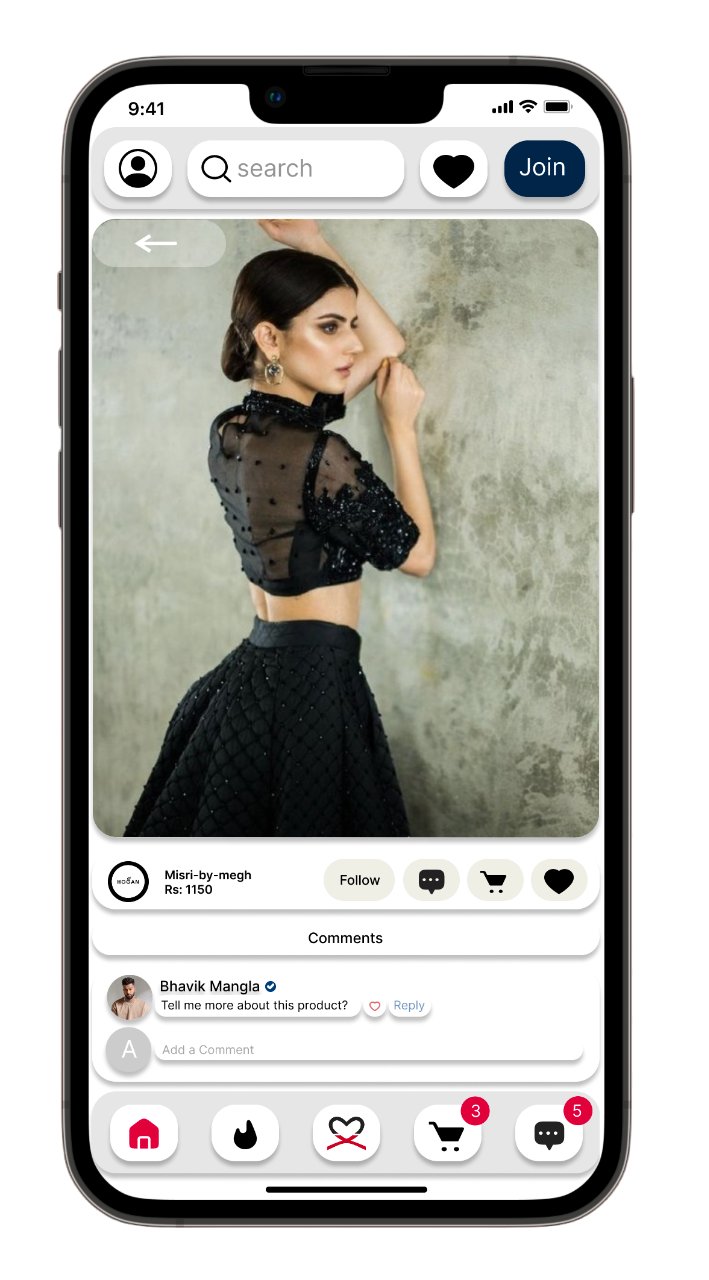 9:41
search
Join
HOGAN
Misri-by-megh
Rs: 1150
Follow
Comments
Bhavik Mangla
Tell me more about this product?
Reply
A
Add a Comment
3
5